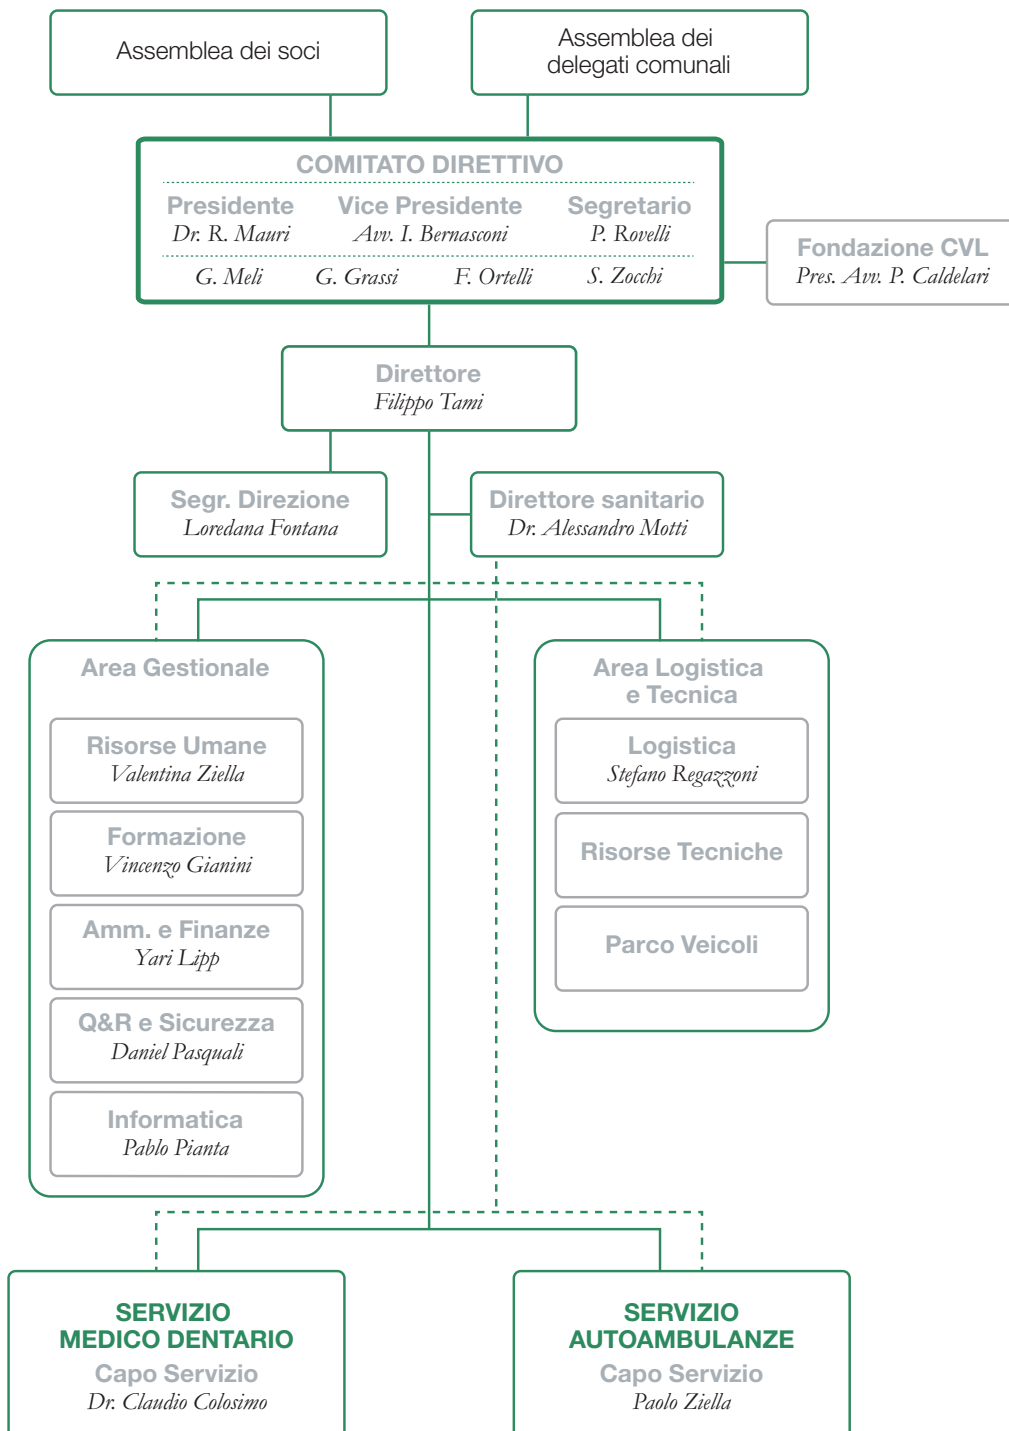 Assemblea dei soci
Assemblea dei
delegati comunali
COMITATO DIRETTIVO
Presidente Vice Presidente Segretario
Dr. R. Mauri Avv. I. Bernasconi P. Rovelli
G. Meli G. Grassi F. Ortelli S. Zocchi
Fondazione CVL
Pres. Avv. P. Caldelari
Direttore
Filippo Tami
Segr. Direzione
Loredana Fontana
Direttore sanitario
Dr. Alessandro Motti
Area Gestionale
Risorse Umane
Valentina Ziella
Formazione
Vincenzo Gianini
Amm. e Finanze
Yari Lipp
Q&R e Sicurezza
Daniel Pasquali
Informatica
Pablo Pianta
Area Logistica
e Tecnica
Logistica
Stefano Regazzoni
Risorse Tecniche
Parco Veicoli
SERVIZIO
MEDICO DENTARIO
Capo Servizio
Dr. Claudio Colosimo
SERVIZIO
AUTOAMBULANZE
Capo Servizio
Paolo Ziella